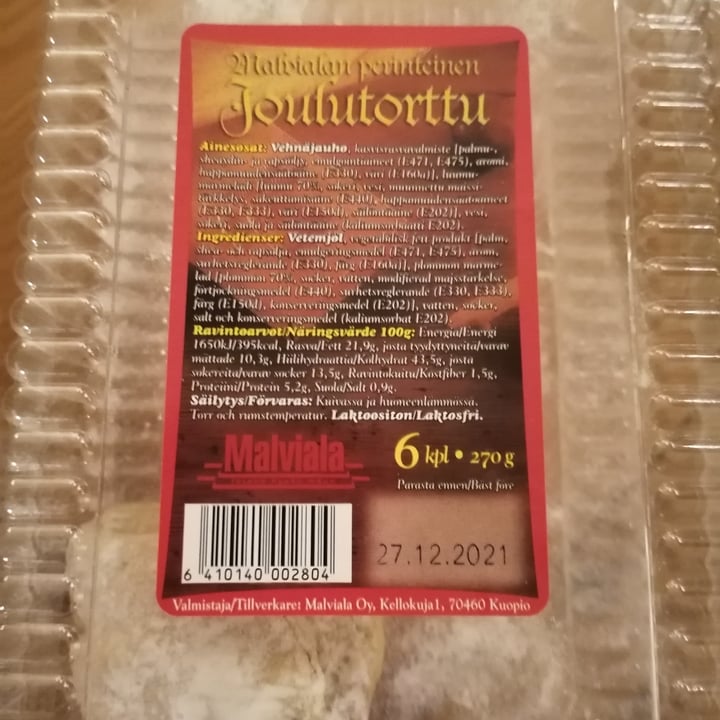 Malvialan perinteinen
Joulutorttu
Ainexosat: Vehnäjauho, kasvirasvavalmiste [palmu-,
sheaöljy- ja rapsiöljy, emulgointiaineet (E471, E475), aromi,
happamuudensäätöaine (E330), väri (E160a)], luumu-
marmeladi [luumu 70%, sokeri, vesi, muunnettu maissi-
tärkkelys, sakeuttamisaine (E440), happamuudensäätöaineet
(E330, E333), väri (E150d), säilöntäaine (E202)], vesi,
sokeri, suola ja säilöntäaine (kaliumsorbaatti E202).
Ingredienser: Vetemjöl, vegetabilisk fett produkt [palm,
shea- och rapsolja, emulgeringsmedel (E471, E475), arom,
surhetsreglerande (E330), färg (E160a)], plommon marme-
lad [plommon 70%, socker, vatten, modifierad majsstärkelse,
förtjockningsmedel (E440), surhetsreglerande (E330, E333),
färg (E150d), konserveringsmedel (E202)], vatten, socker,
salt och konserveringsmedel (kaliumsorbat E202).
Ravintoarvot/Näringsvärde 100g: Energia/Energi
1650kJ/395kcal, Rasva/Fett 21,9g, josta tyydyttyneitä/varav
mättade 10,3g, Hiilihydraattia/Kolhydrat 43,5g, josta
sokereita/varav socker 13,5g, Ravintokuitu/Kostfiber 1,5g,
Proteiini/Protein 5,2g, Suola/Salt 0,9g.
Säilytys/Förvaras: Kuivassa ja huoneenlämmössä.
Torr och rumstemperatur. Laktoositon/Laktosfri.
Malviala
6 kpl • 270 g
Parasta ennen/Bäst före
27.12.2021
6 410140 002804
Valmistaja/Tillverkare: Malviala Oy, Kellokuja1, 70460 Kuopio